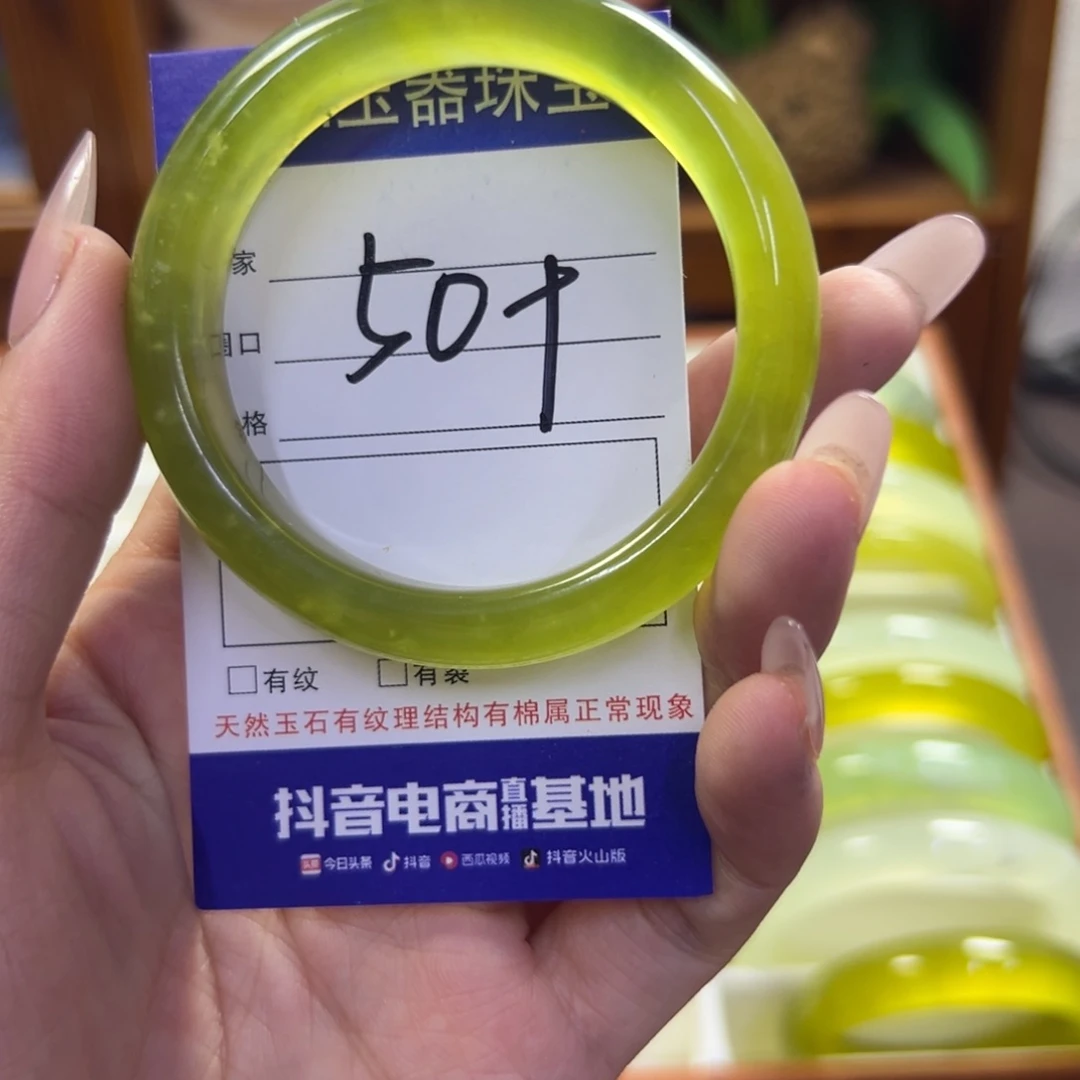 玉器珠宝
家
圈口
格
509
有纹
有裂
天然玉石有纹理结构有棉属正常现象
抖音电商直播基地
今日头条 抖音 西瓜视频 抖音火山版